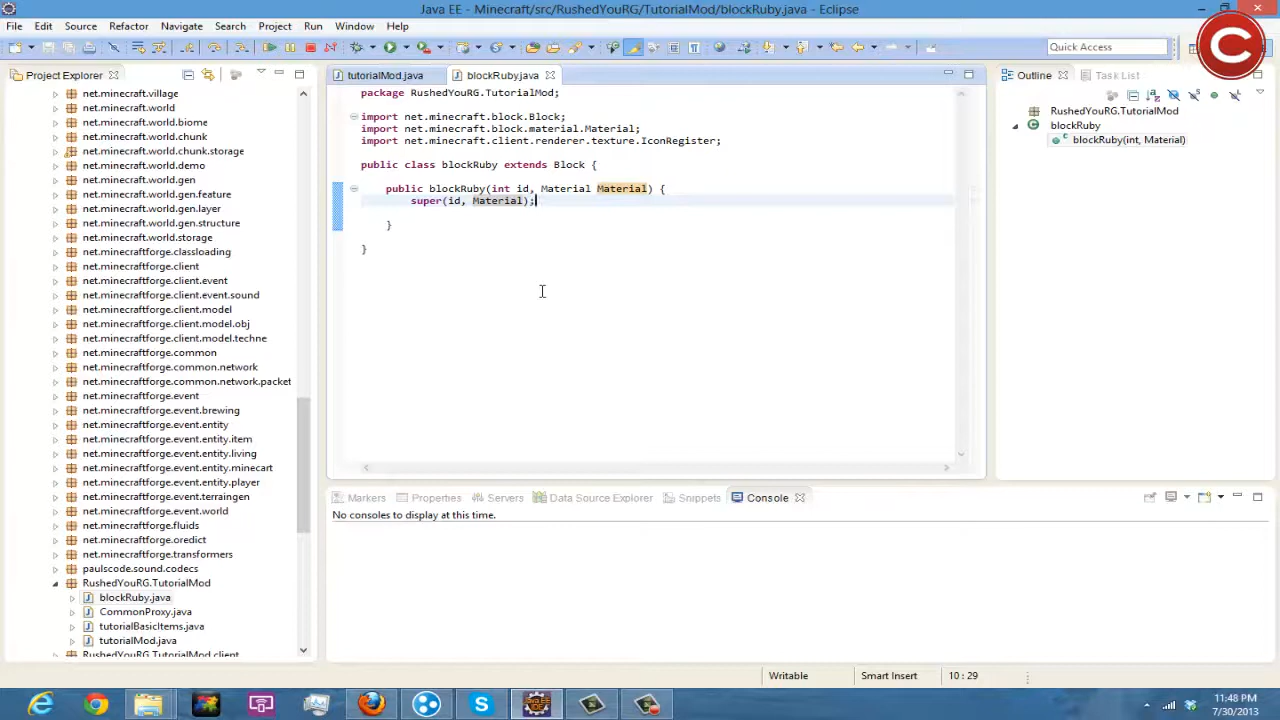 Java EE - Minecraft/src/RushedYouRG/TutorialMod/blockRuby.java - Eclipse
File Edit Source Refactor Navigate Search Project Run Window Help
Quick Access
Project Explorer
net.minecraft.village
net.minecraft.world
net.minecraft.world.biome
net.minecraft.world.chunk
net.minecraft.world.chunk.storage
net.minecraft.world.demo
net.minecraft.world.gen
net.minecraft.world.gen.feature
net.minecraft.world.gen.layer
net.minecraft.world.gen.structure
net.minecraft.world.storage
net.minecraftforge.classloading
net.minecraftforge.client
net.minecraftforge.client.event
net.minecraftforge.client.event.sound
net.minecraftforge.client.model
net.minecraftforge.client.model.obj
net.minecraftforge.client.model.techne
net.minecraftforge.common
net.minecraftforge.common.network
net.minecraftforge.common.network.packet
net.minecraftforge.event
net.minecraftforge.event.brewing
net.minecraftforge.event.entity
net.minecraftforge.event.entity.item
net.minecraftforge.event.entity.living
net.minecraftforge.event.entity.minecart
net.minecraftforge.event.entity.player
net.minecraftforge.event.terraingen
net.minecraftforge.event.world
net.minecraftforge.fluids
net.minecraftforge.oredict
net.minecraftforge.transformers
paulscode.sound.codecs
RushedYouRG.TutorialMod
blockRuby.java
CommonProxy.java
tutorialBasicItems.java
tutorialMod.java
RushedYouRG.TutorialMod.client
tutorialMod.java blockRuby.java
package RushedYouRG.TutorialMod;
import net.minecraft.block.Block;
import net.minecraft.block.material.Material;
import net.minecraft.client.renderer.texture.IconRegister;
public class blockRuby extends Block {
public blockRuby(int id, Material Material) {
super(id, Material);
}
}
Outline Task List
RushedYouRG.TutorialMod
blockRuby
blockRuby(int, Material)
Markers Properties Servers Data Source Explorer Snippets Console
No consoles to display at this time.
Writable Smart Insert 10 : 29
11:48 PM
7/30/2013